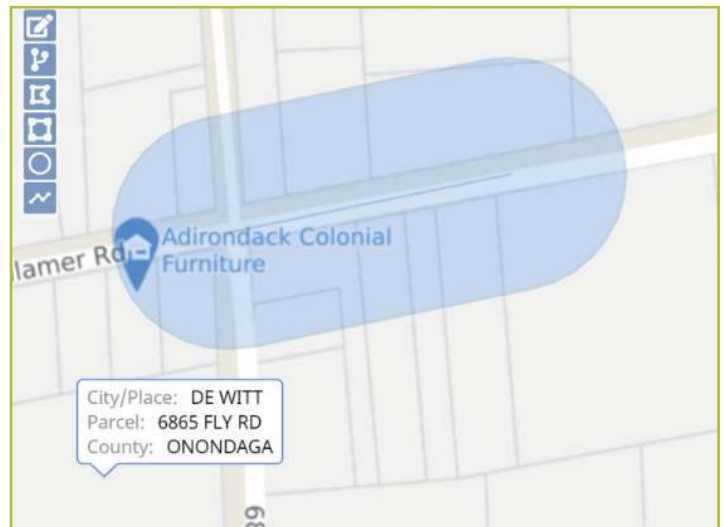 Adirondack Colonial
Furniture
lamer Rd
City/Place: DE WITT
Parcel: 6865 FLY RD
County: ONONDAGA